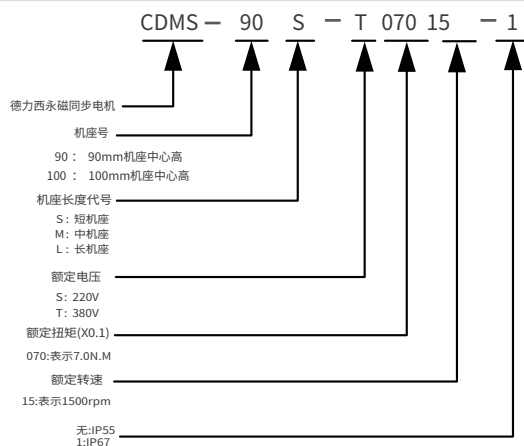 CDMS - 90 S - T 070 15 - 1
德力西永磁同步电机
机座号
90 : 90mm机座中心高
100 : 100mm机座中心高
机座长度代号
S: 短机座
M: 中机座
L: 长机座
额定电压
S: 220V
T: 380V
额定扭矩(X0.1)
070:表示7.0N.M
额定转速
15:表示1500rpm
无:IP55
1:IP67